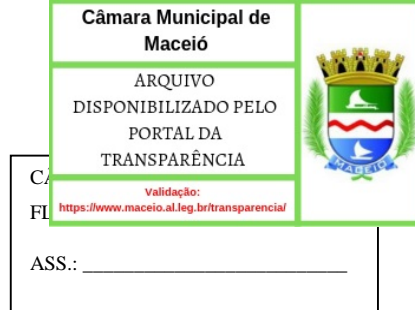 Câmara Municipal de
Maceió
ARQUIVO
DISPONIBILIZADO PELO
PORTAL DA
TRANSPARÊNCIA
Validação:
https://www.maceio.al.leg.br/transparencia/
MACEIÓ
ASS.: ___________________________